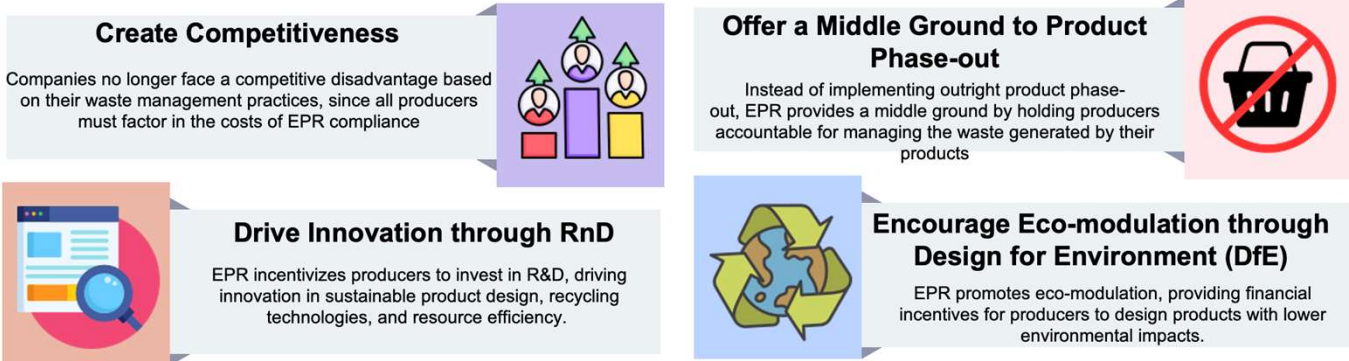 Create Competitiveness
Companies no longer face a competitive disadvantage based
on their waste management practices, since all producers
must factor in the costs of EPR compliance
Offer a Middle Ground to Product
Phase-out
Instead of implementing outright product phase-
out, EPR provides a middle ground by holding producers
accountable for managing the waste generated by their
products
Drive Innovation through RnD
EPR incentivizes producers to invest in R&D, driving
innovation in sustainable product design, recycling
technologies, and resource efficiency.
Encourage Eco-modulation through
Design for Environment (DfE)
EPR promotes eco-modulation, providing financial
incentives for producers to design products with lower
environmental impacts.